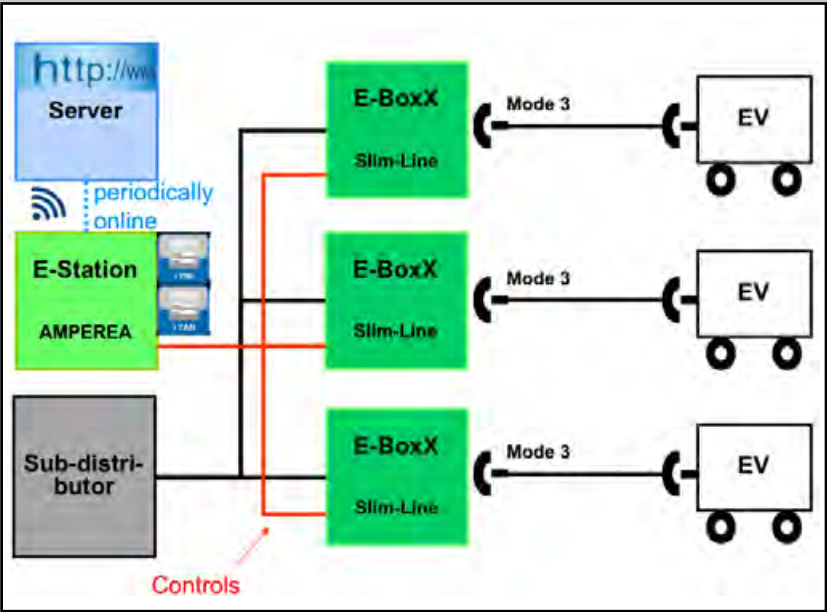 http://ww
Server
periodically
online
E-Station
AMPEREA
Sub-distri-
butor
Controls
E-BoxX
Slim-Line
Mode 3
EV
E-BoxX
Slim-Line
Mode 3
EV
E-BoxX
Slim-Line
Mode 3
EV